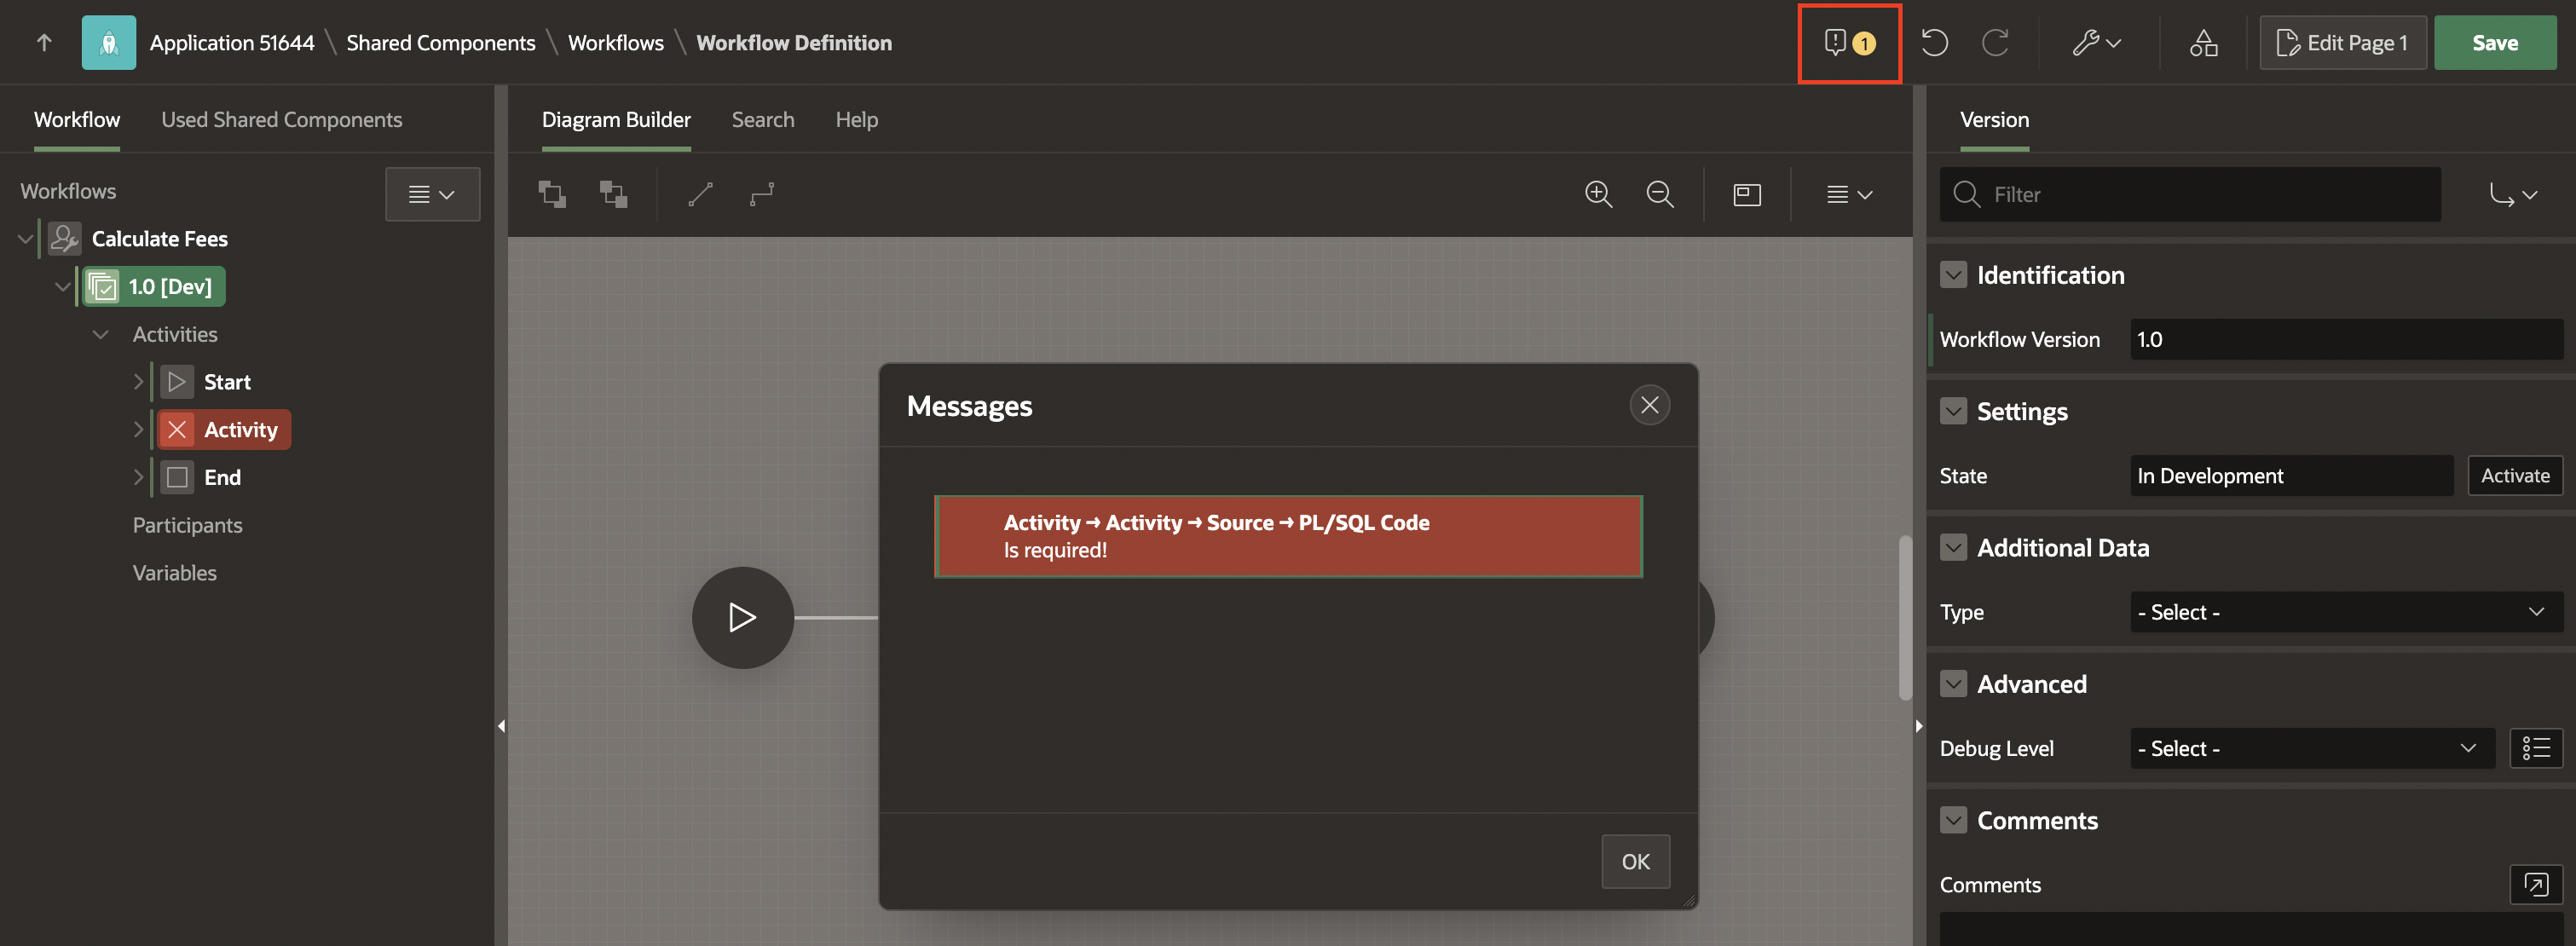 Application 51644 \ Shared Components \ Workflows \ Workflow Definition
1
Edit Page 1
Save
Workflow
Used Shared Components
Workflows
Calculate Fees
1.0 [Dev]
Activities
Start
Activity
End
Participants
Variables
Diagram Builder
Search
Help
Messages
Activity → Activity → Source → PL/SQL Code
Is required!
OK
Version
Filter
Identification
Workflow Version
1.0
Settings
State
In Development
Activate
Additional Data
Type
- Select -
Advanced
Debug Level
- Select -
Comments
Comments